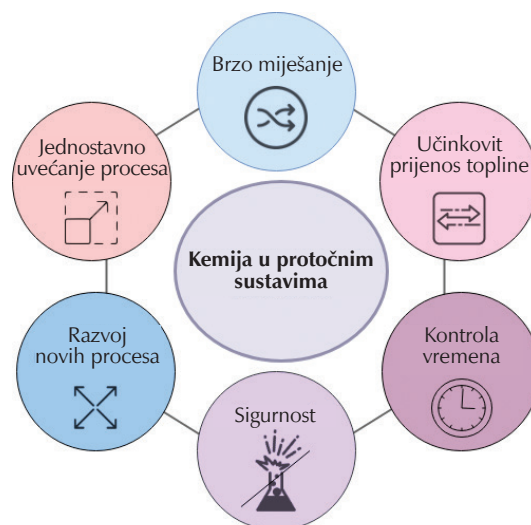 Brzo miješanje
Jednostavno
uvećanje procesa
Učinkovit
prijenos topline
Kemija u protočnim
sustavima
Razvoj
novih procesa
Kontrola
vremena
Sigurnost